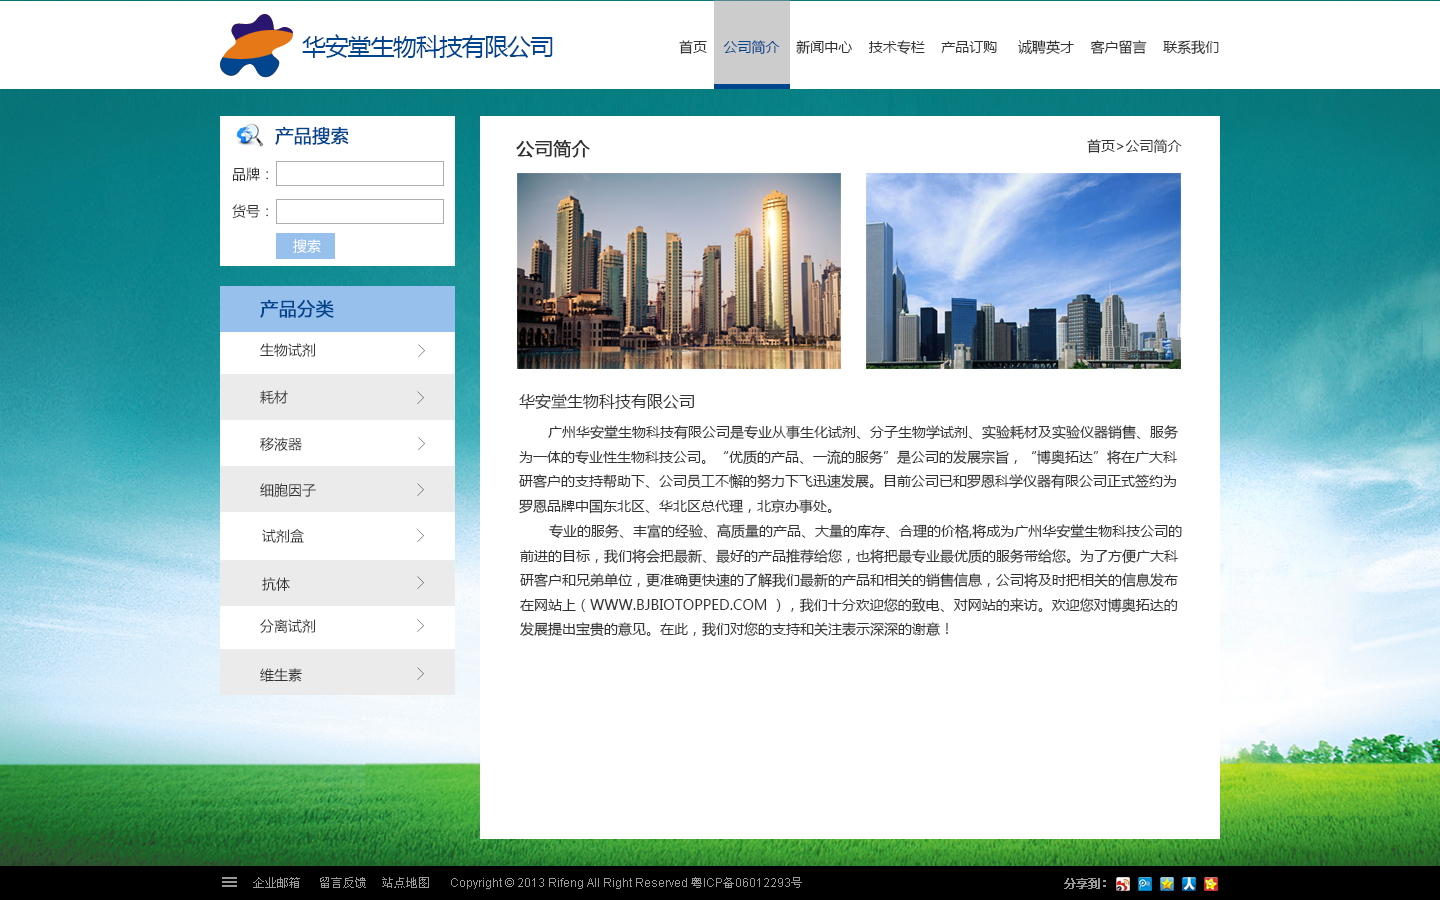 华安堂生物科技有限公司
首页 公司简介 新闻中心 技术专栏 产品订购 诚聘英才 客户留言 联系我们
产品搜索
品牌：
货号：
搜索
产品分类
生物试剂
耗材
移液器
细胞因子
试剂盒
抗体
分离试剂
维生素
公司简介
首页>公司简介
华安堂生物科技有限公司
广州华安堂生物科技有限公司是专业从事生化试剂、分子生物学试剂、实验耗材及实验仪器销售、服务
为一体的专业性生物科技公司。“优质的产品、一流的服务”是公司的发展宗旨，“博奥拓达”将在广大科
研客户的支持帮助下、公司员工不懈的努力下飞迅速发展。目前公司已和罗恩科学仪器有限公司正式签约为
罗恩品牌中国东北区、华北区总代理，北京办事处。
专业的服务、丰富的经验、高质量的产品、大量的库存、合理的价格,将成为广州华安堂生物科技公司的
前进的目标，我们将会把最新、最好的产品推荐给您，也将把最专业最优质的服务带给您。为了方便广大科
研客户和兄弟单位，更准确更快速的了解我们最新的产品和相关的销售信息，公司将及时把相关的信息发布
在网站上（WWW.BJBIOTOPPED.COM ），我们十分欢迎您的致电、对网站的来访。欢迎您对博奥拓达的
发展提出宝贵的意见。在此，我们对您的支持和关注表示深深的谢意！
企业邮箱 留言反馈 站点地图 Copyright © 2013 Rifeng All Right Reserved 粤ICP备06012293号
分享到：